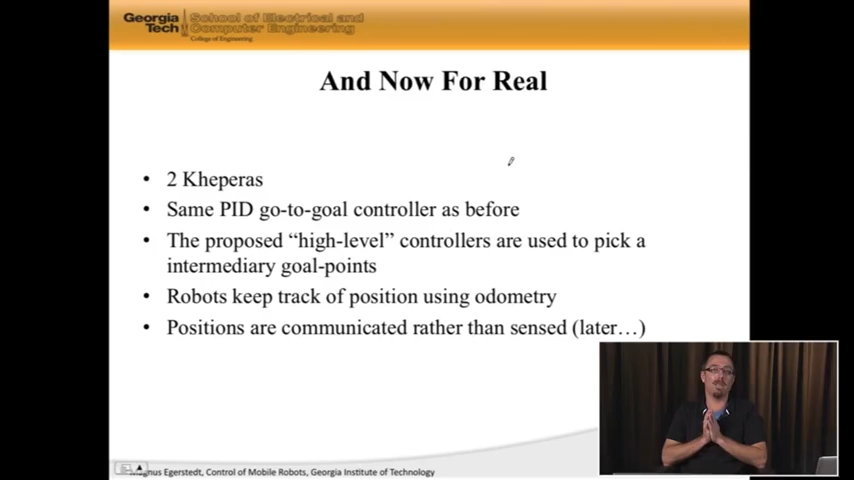 Georgia Tech
School of Electrical and Computer Engineering
College of Engineering
And Now For Real
• 2 Kheperas
• Same PID go-to-goal controller as before
• The proposed “high-level” controllers are used to pick a
intermediary goal-points
• Robots keep track of position using odometry
• Positions are communicated rather than sensed (later…)
Egerstedt, Control of Mobile Robots, Georgia Institute of Technology